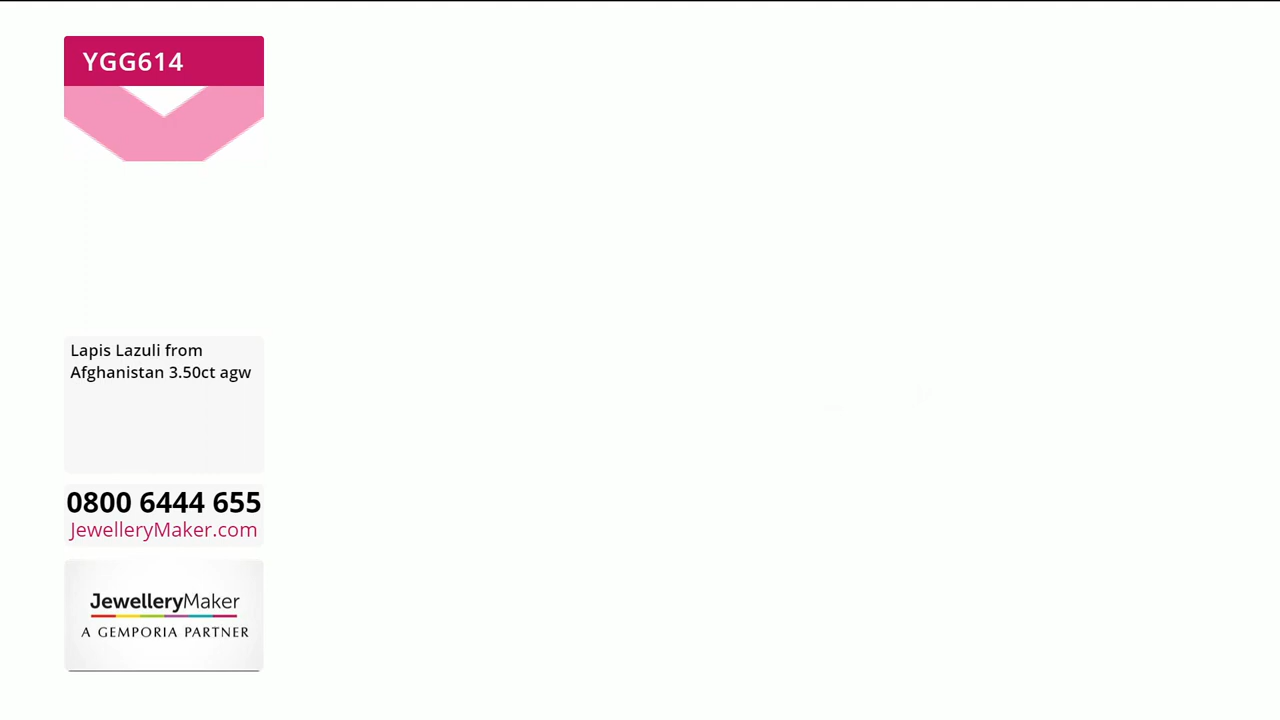 YGG614
Lapis Lazuli from
Afghanistan 3.50ct agw
0800 6444 655
JewelleryMaker.com
JewelleryMaker
A GEMPORIA PARTNER